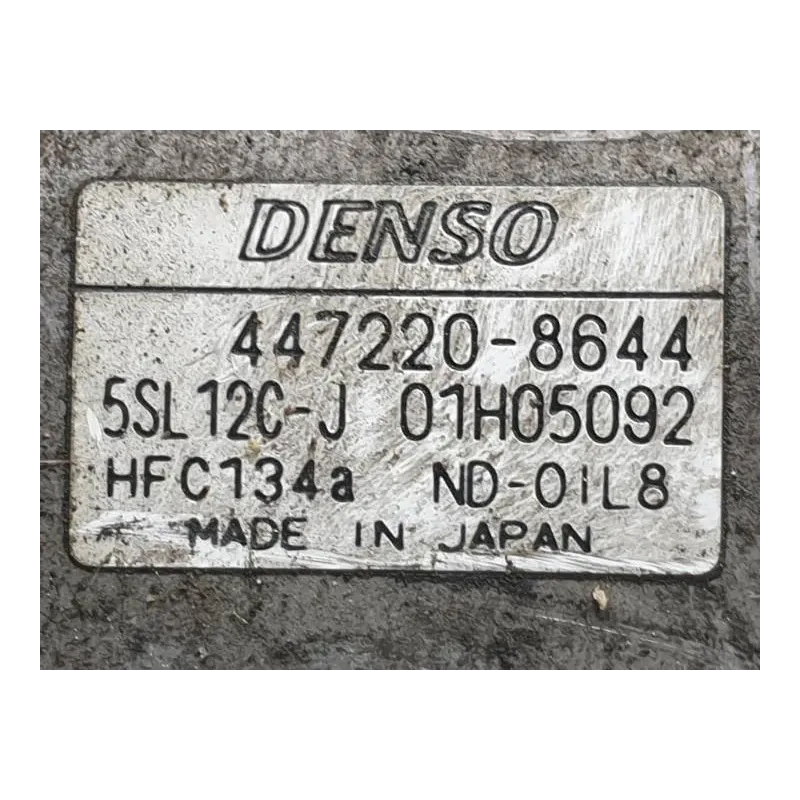 DENSO
447220-8644
5SL12C-J 01H05092
HFC134a ND-OIL8
MADE IN JAPAN